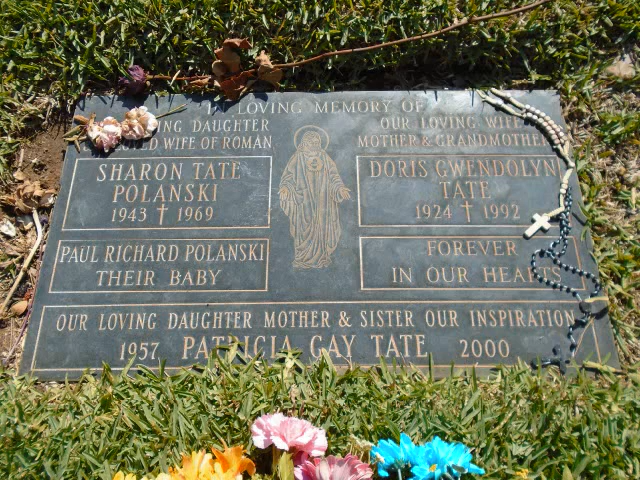 IN LOVING MEMORY OF
DAUGHTER
WIFE OF ROMAN
SHARON TATE
POLANSKI
1943 † 1969
PAUL RICHARD POLANSKI
THEIR BABY
OUR LOVING WIFE
MOTHER & GRANDMOTHER
DORIS GWENDOLYN
TATE
1924 † 1992
FOREVER
IN OUR HEARTS
OUR LOVING DAUGHTER MOTHER & SISTER OUR INSPIRATION
1957 PATRICIA GAY TATE 2000